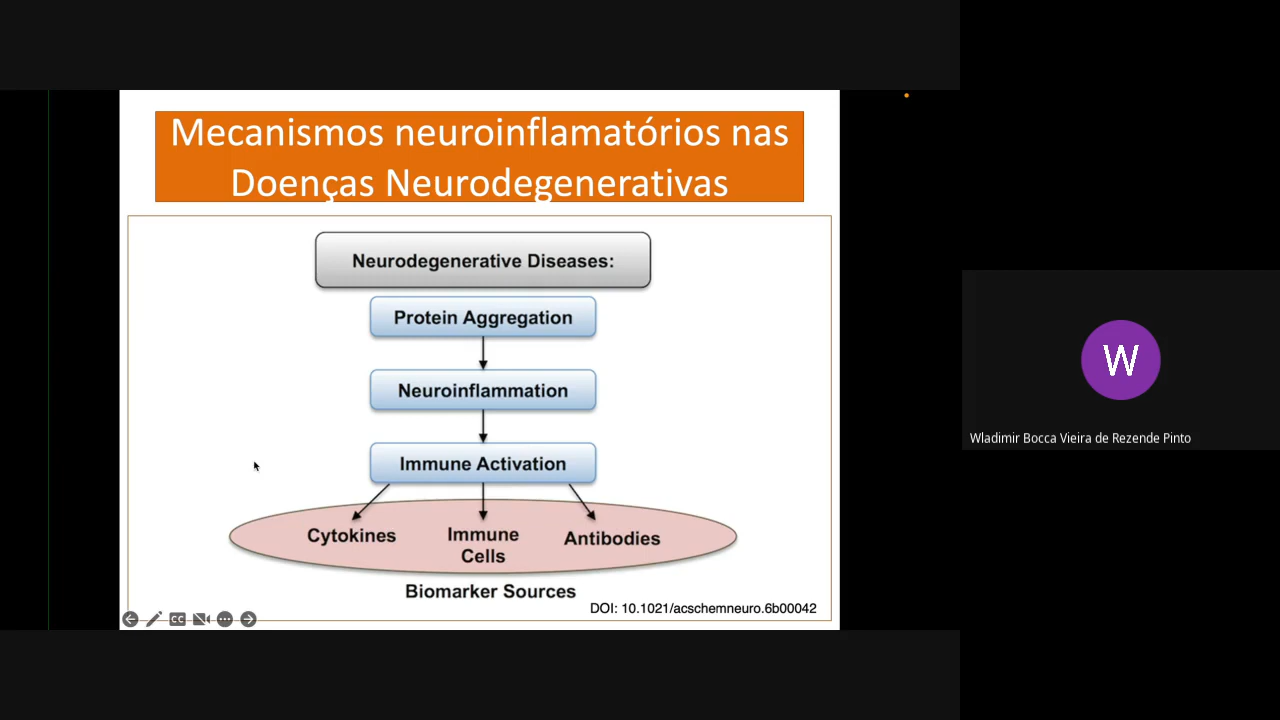 Mecanismos neuroinflamatórios nas
Doenças Neurodegenerativas
Neurodegenerative Diseases:
Protein Aggregation
Neuroinflammation
Immune Activation
Cytokines
Immune
Cells
Antibodies
Biomarker Sources
DOI: 10.1021/acschemneuro.6b00042
CC
W
Wladimir Bocca Vieira de Rezende Pinto